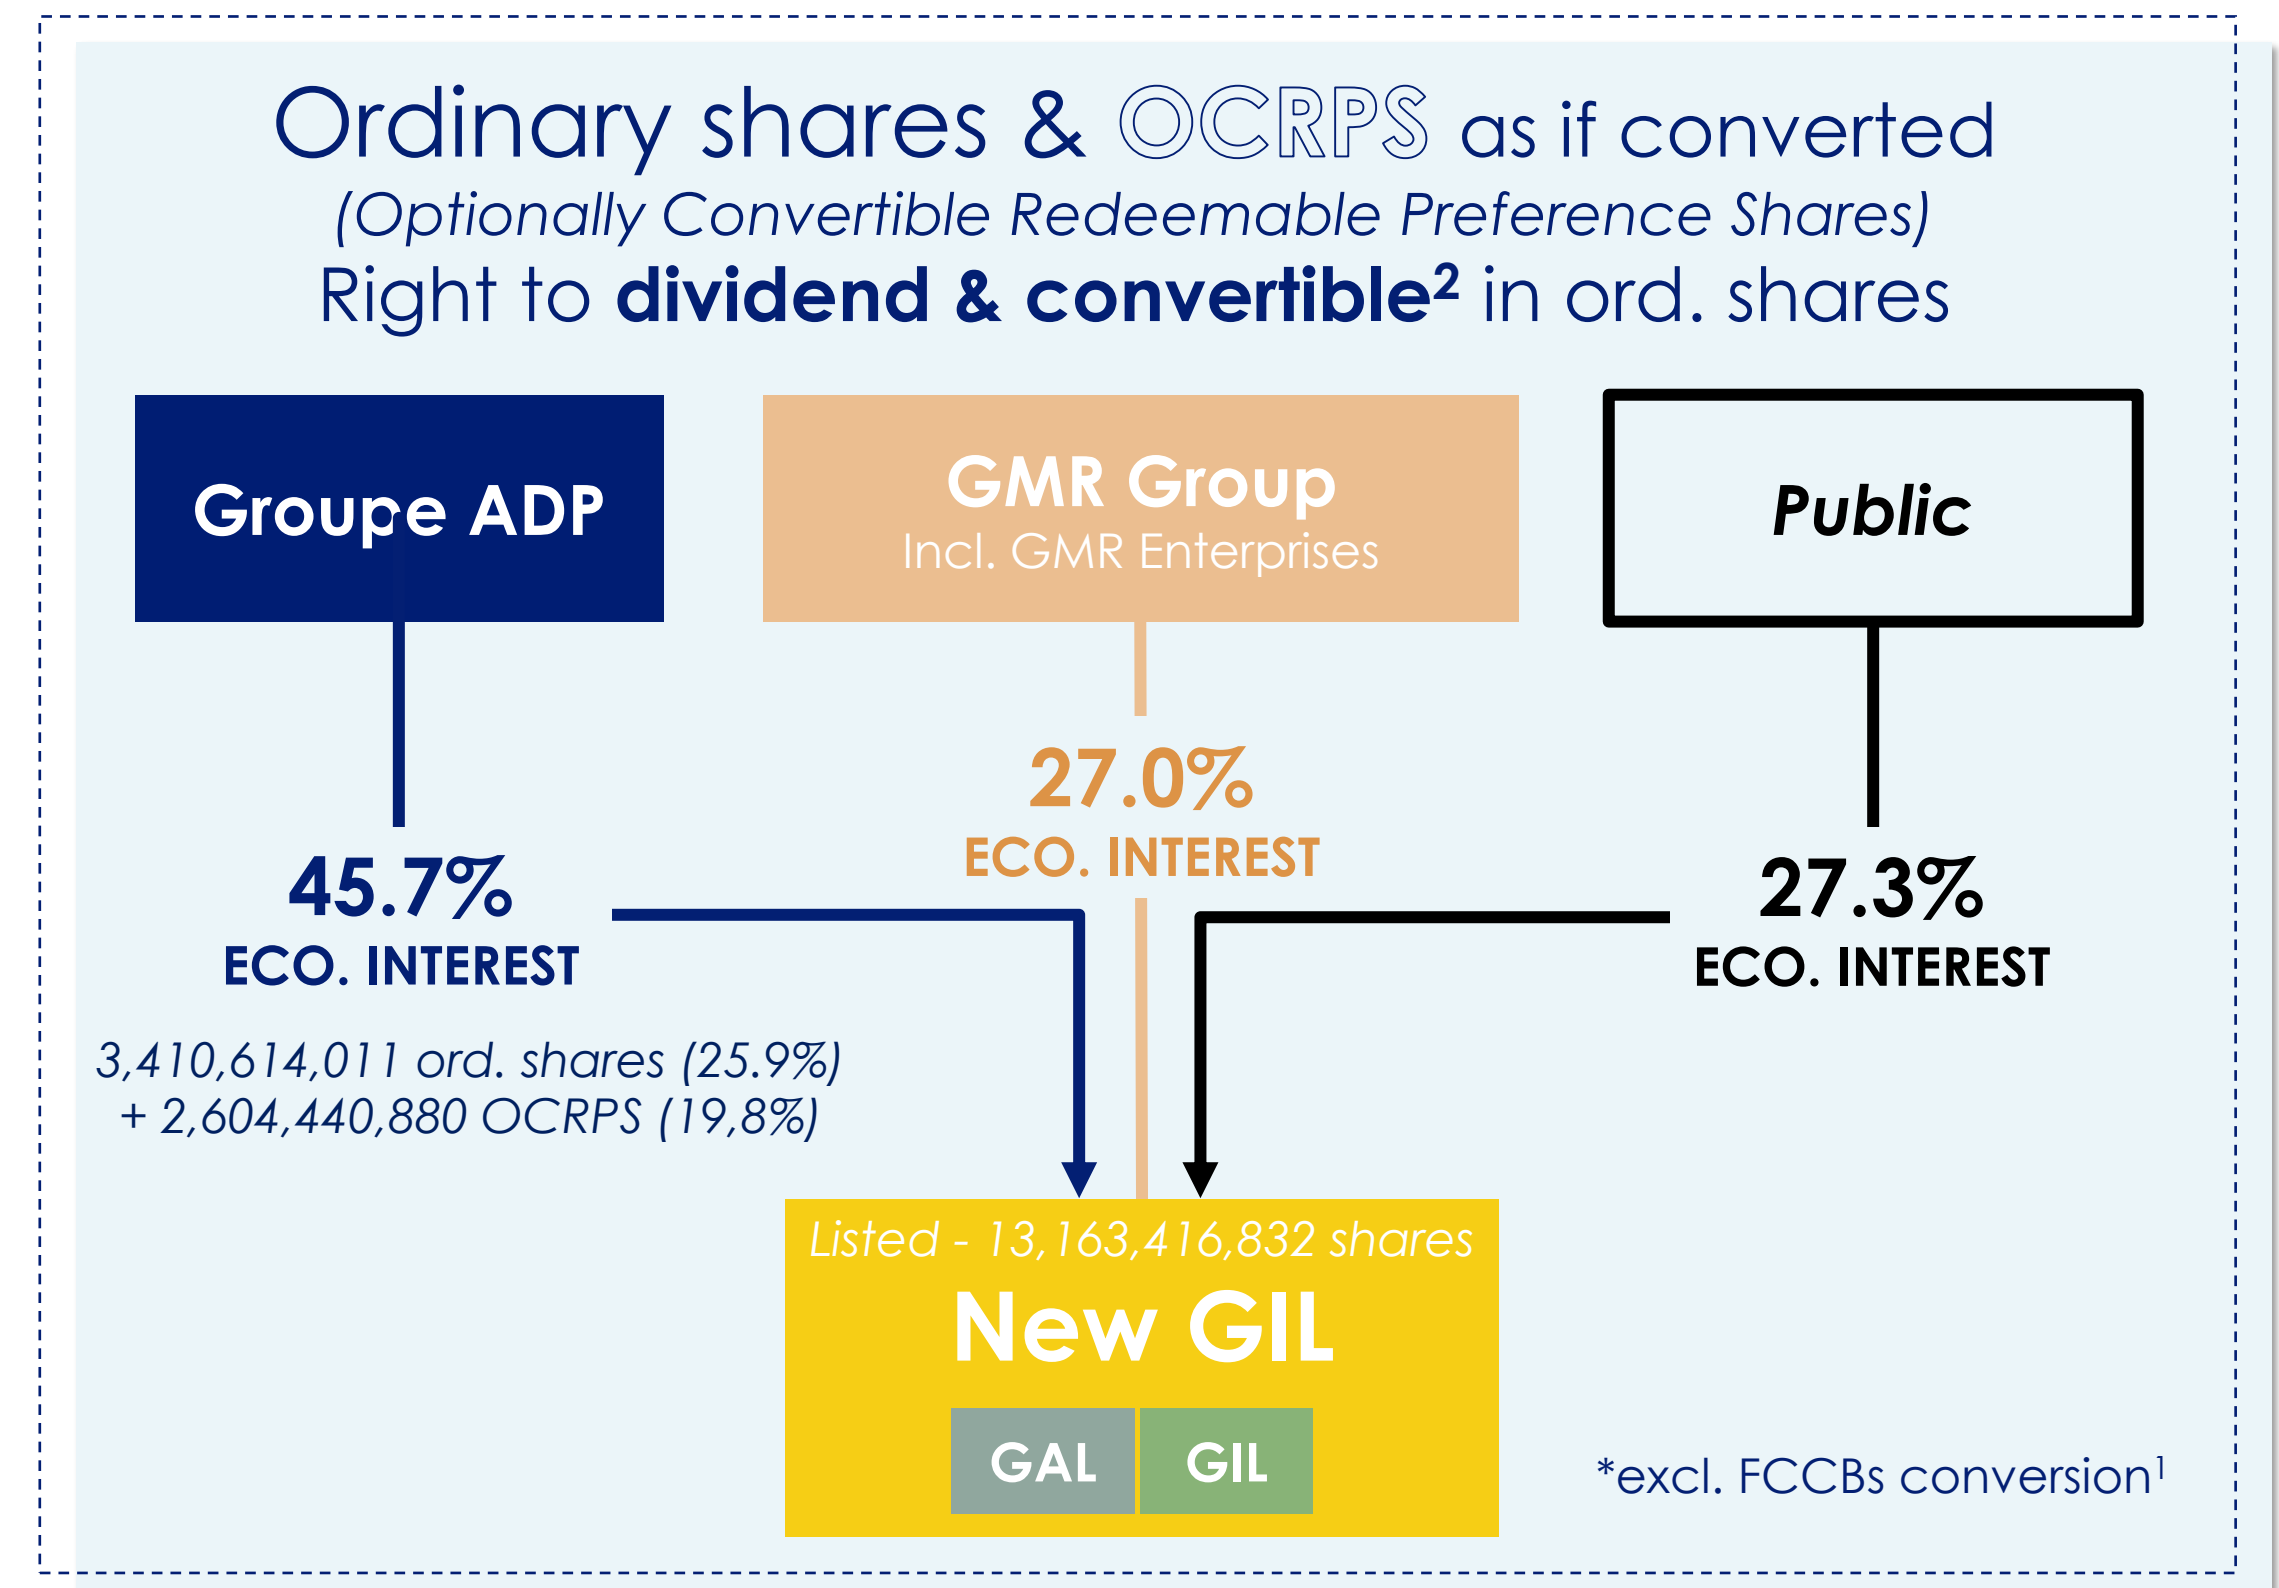 Ordinary shares & OCRPS as if converted
(Optionally Convertible Redeemable Preference Shares)
Right to dividend & convertible² in ord. shares
Groupe ADP
GMR Group
Incl. GMR Enterprises
Public
27.0%
ECO. INTEREST
45.7%
ECO. INTEREST
27.3%
ECO. INTEREST
3,410,614,011 ord. shares (25.9%)
+ 2,604,440,880 OCRPS (19,8%)
Listed - 13,163,416,832 shares
New GIL
GAL
GIL
*excl. FCCBs conversion¹